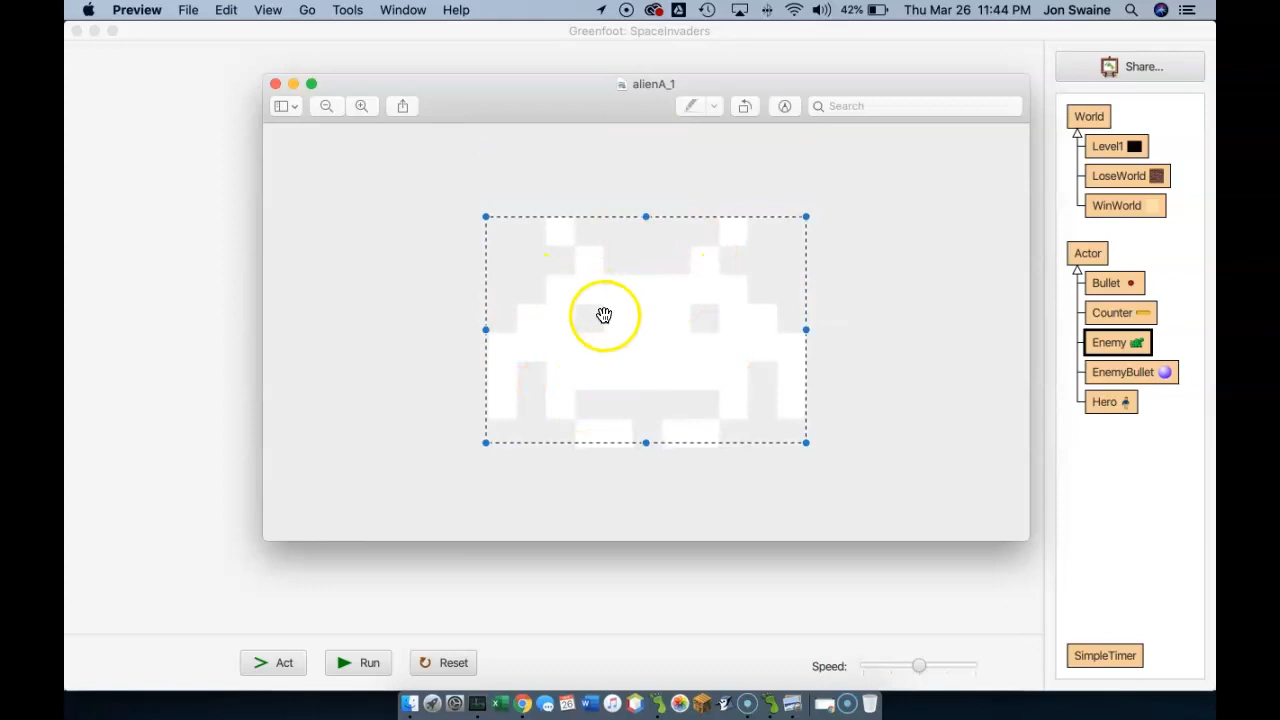 Preview File Edit View Go Tools Window Help 42% Thu Mar 26 11:44 PM Jon Swaine
Greenfoot: SpaceInvaders
Share...
alienA_1
Search
World
Level1
LoseWorld
WinWorld
Actor
Bullet
Counter
Enemy
EnemyBullet
Hero
SimpleTimer
Act Run Reset Speed: